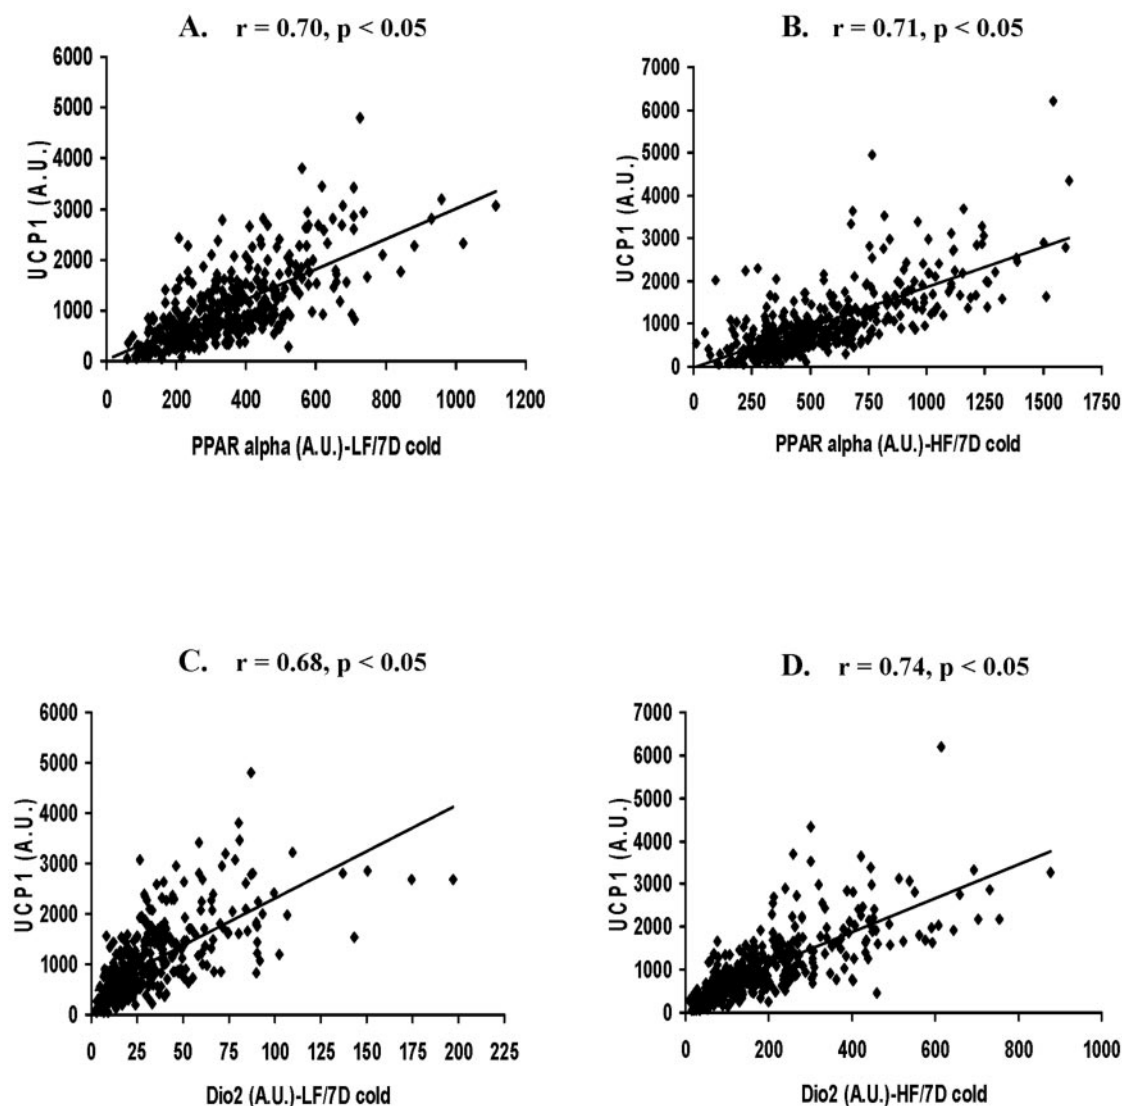 A. r = 0.70, p < 0.05
6000
5000
4000
3000
2000
1000
0
UCP1 (A.U.)
0 200 400 600 800 1000 1200
PPAR alpha (A.U.)-LF/7D cold
B. r = 0.71, p < 0.05
7000
6000
5000
4000
3000
2000
1000
0
UCP1 (A.U.)
0 250 500 750 1000 1250 1500 1750
PPAR alpha (A.U.)-HF/7D cold
C. r = 0.68, p < 0.05
6000
5000
4000
3000
2000
1000
0
UCP1 (A.U.)
0 25 50 75 100 125 150 175 200 225
Dio2 (A.U.)-LF/7D cold
D. r = 0.74, p < 0.05
7000
6000
5000
4000
3000
2000
1000
0
UCP1 (A.U.)
0 200 400 600 800 1000
Dio2 (A.U.)-HF/7D cold